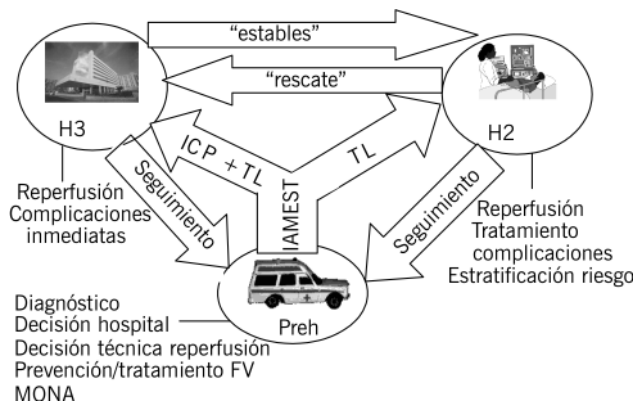 “estables”
“rescate”
H3
H2
ICP + TL
TL
IAMEST
Seguimiento
Seguimiento
Reperfusión
Complicaciones
inmediatas
Reperfusión
Tratamiento
complicaciones
Estratificación riesgo
Preh
Diagnóstico
Decisión hospital
Decisión técnica reperfusión
Prevención/tratamiento FV
MONA